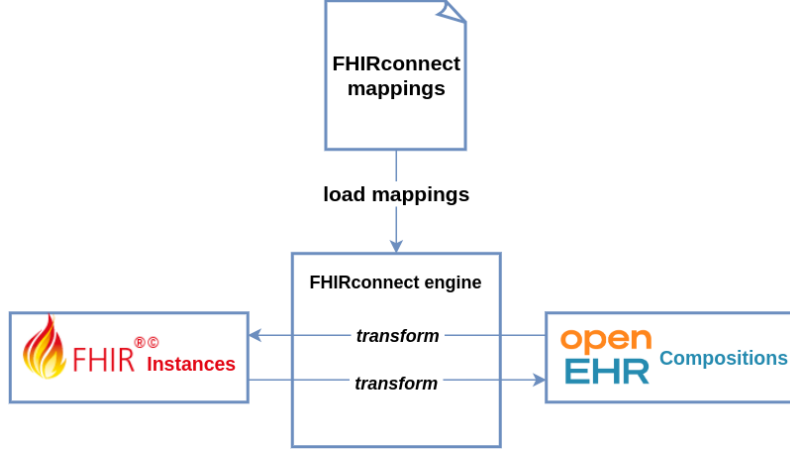 FHIRconnect
mappings
load mappings
FHIRconnect engine
transform
transform
FHIR®© Instances
open
EHR Compositions